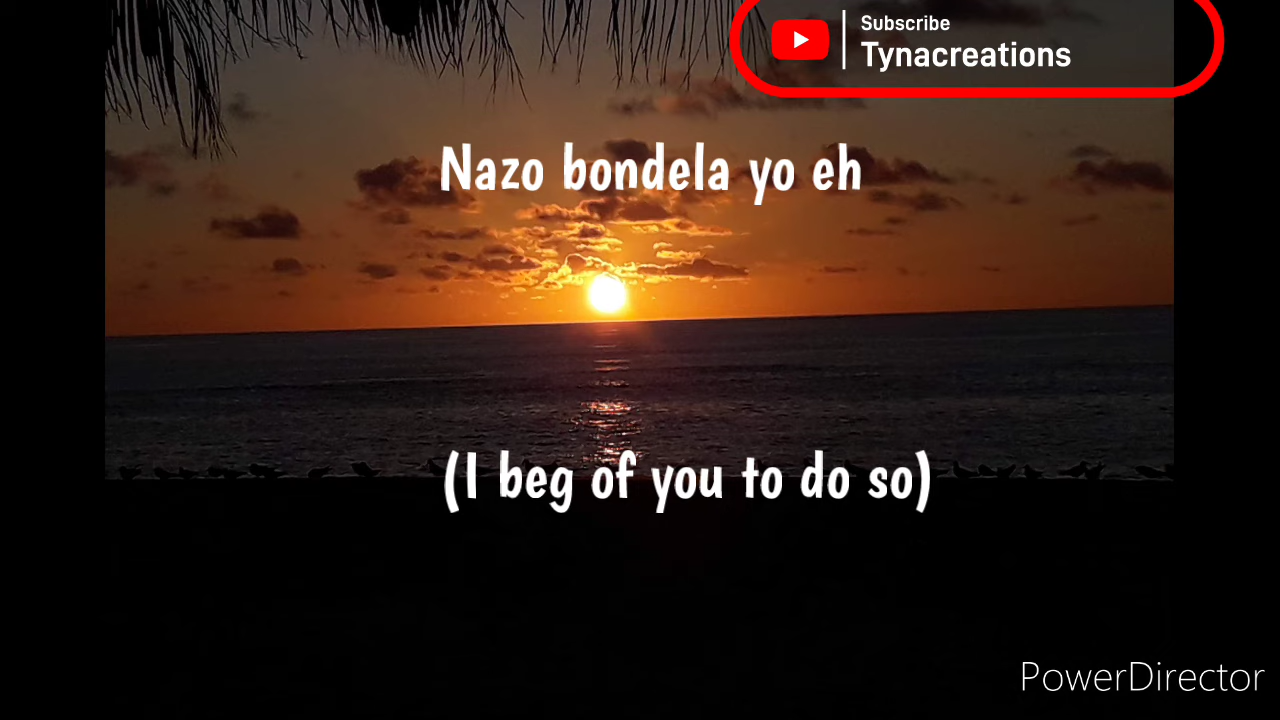 Subscribe
Tynacreations
Nazo bondela yo eh
(I beg of you to do so)
PowerDirector